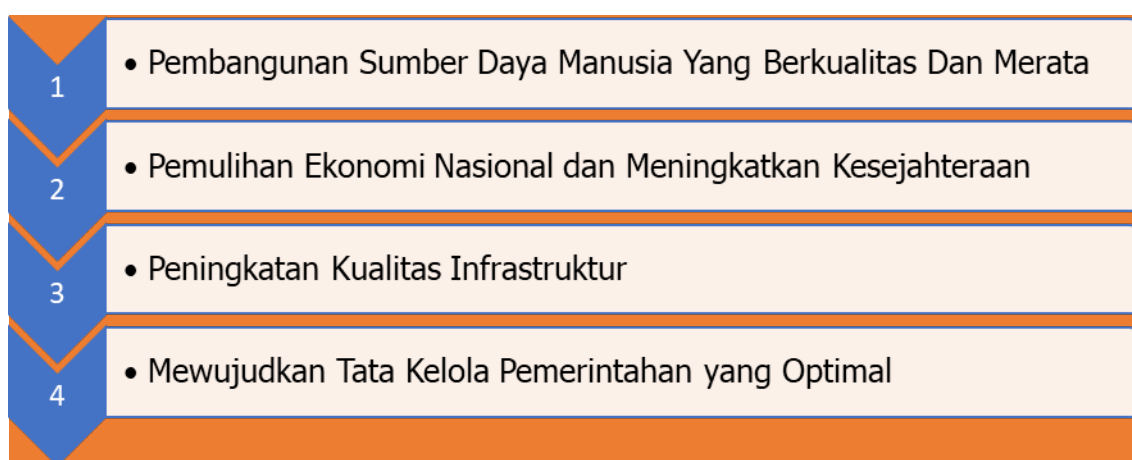 1
• Pembangunan Sumber Daya Manusia Yang Berkualitas Dan Merata
2
• Pemulihan Ekonomi Nasional dan Meningkatkan Kesejahteraan
3
• Peningkatan Kualitas Infrastruktur
4
• Mewujudkan Tata Kelola Pemerintahan yang Optimal